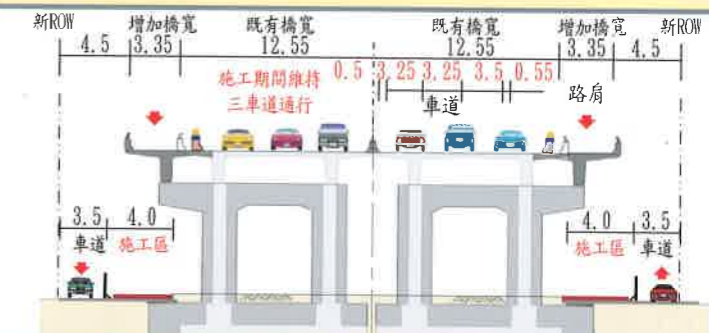 新ROW 增加橋寬 既有橋寬 既有橋寬 增加橋寬 新ROW
4.5 3.35 12.55 12.55 3.35 4.5
施工期間維持 0.5 3.25 3.25 3.5 0.55
三車道通行 車道 路肩
3.5 4.0 4.0 3.5
車道 施工區 施工區 車道